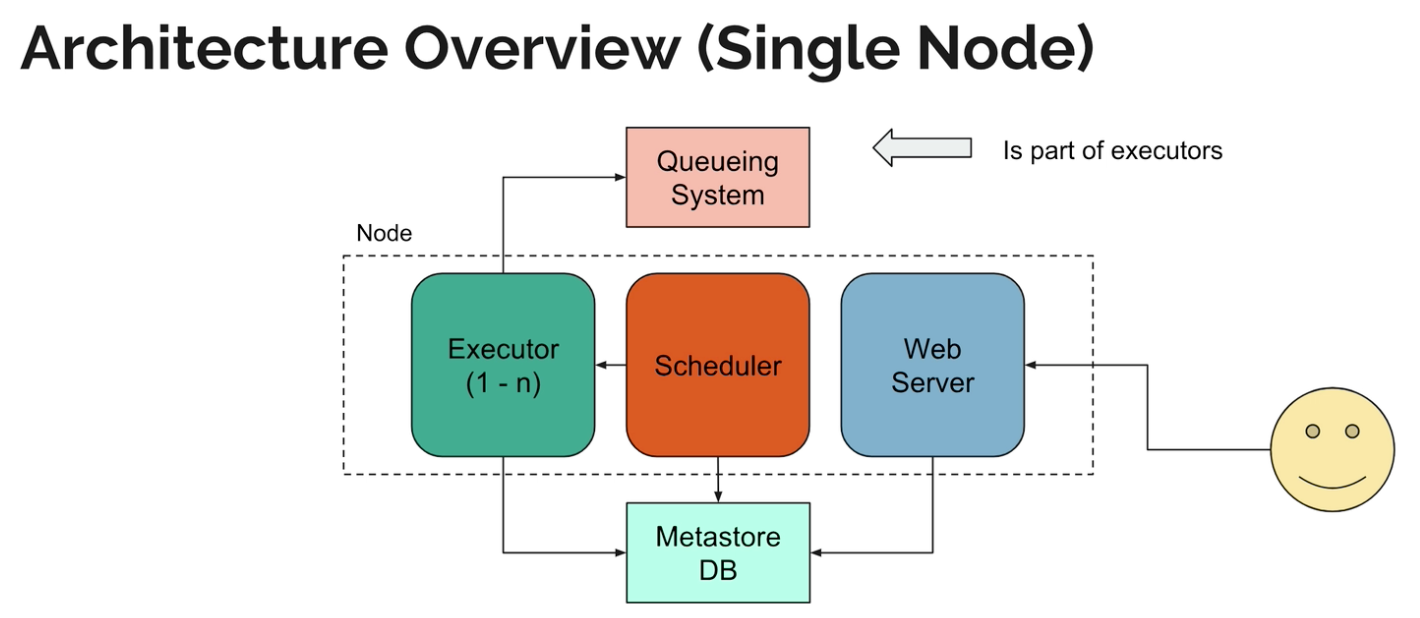 Architecture Overview (Single Node)
Queueing
System
Is part of executors
Node
Executor
(1 - n)
Scheduler
Web
Server
Metastore
DB